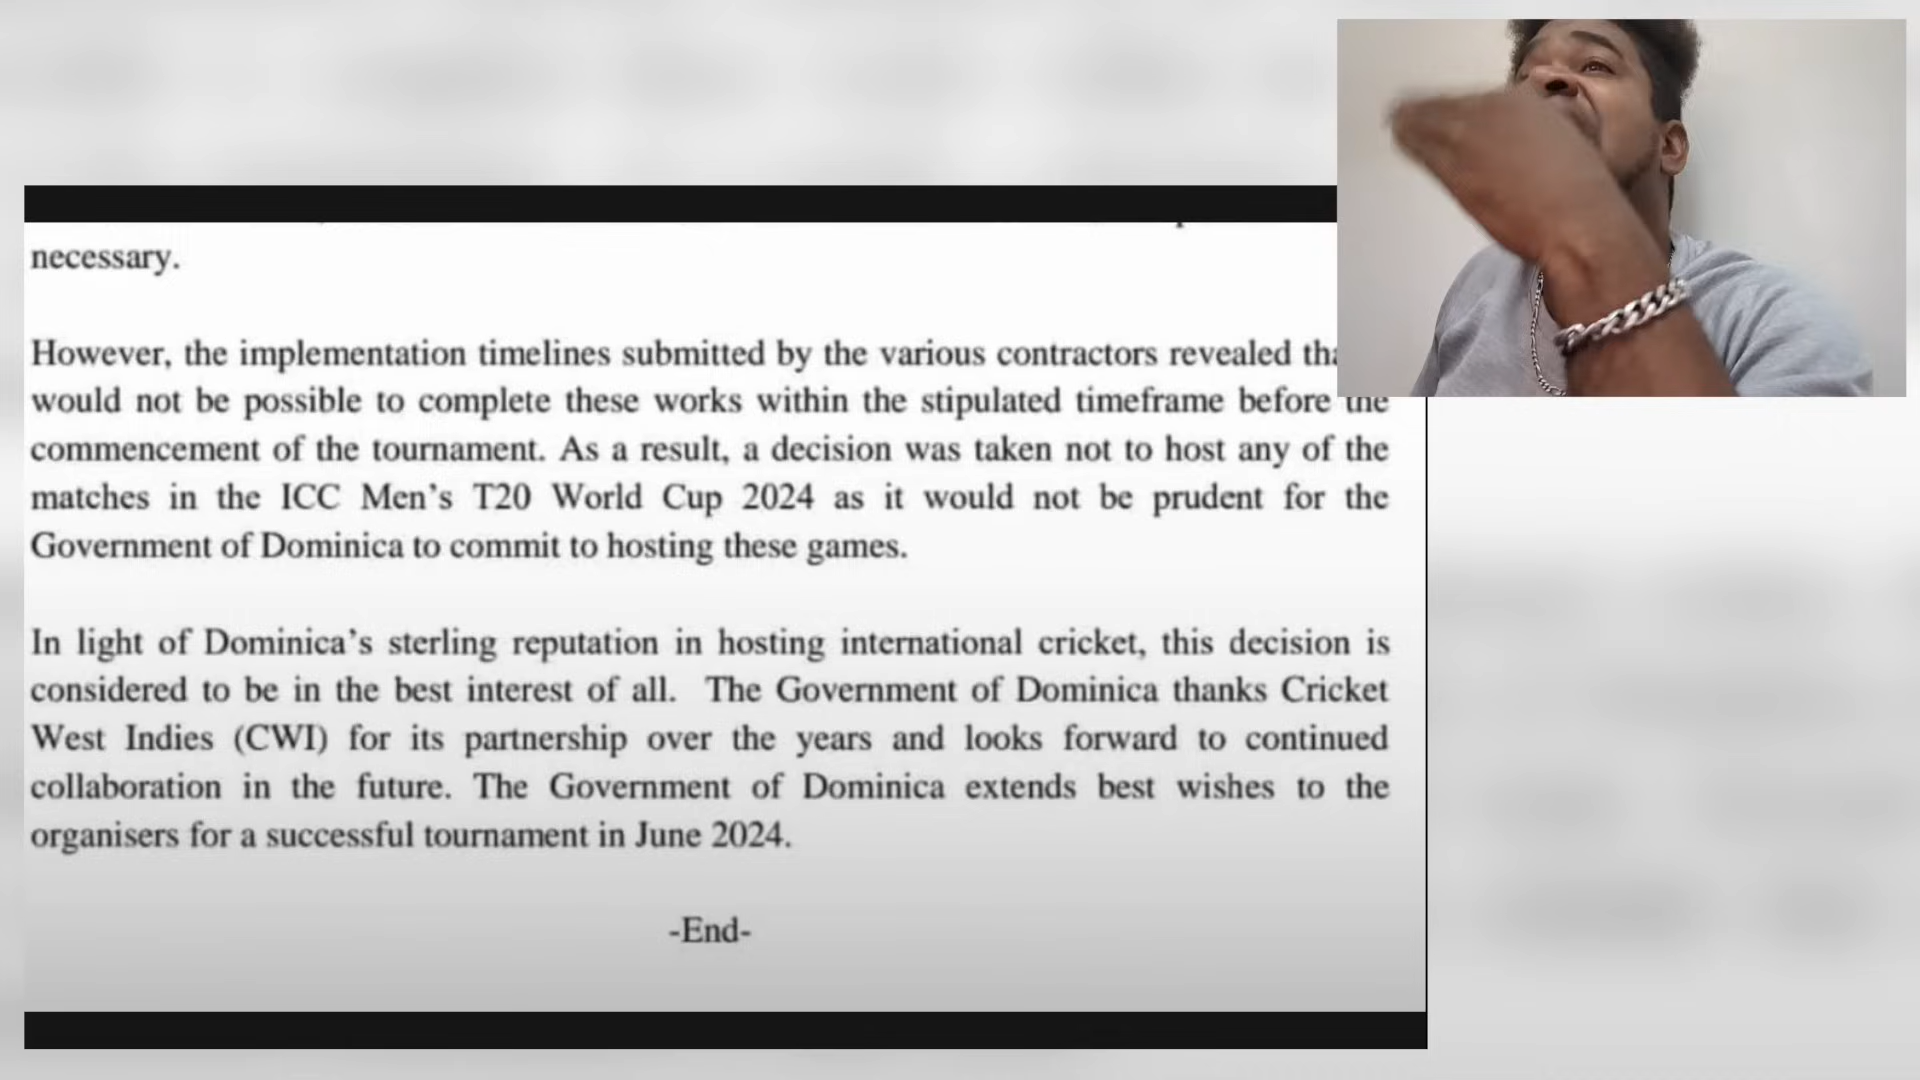 necessary.
However, the implementation timelines submitted by the various contractors revealed
would not be possible to complete these works within the stipulated timeframe before the
commencement of the tournament. As a result, a decision was taken not to host any of the
matches in the ICC Men’s T20 World Cup 2024 as it would not be prudent for the
Government of Dominica to commit to hosting these games.
In light of Dominica’s sterling reputation in hosting international cricket, this decision is
considered to be in the best interest of all. The Government of Dominica thanks Cricket
West Indies (CWI) for its partnership over the years and looks forward to continued
collaboration in the future. The Government of Dominica extends best wishes to the
organisers for a successful tournament in June 2024.
-End-